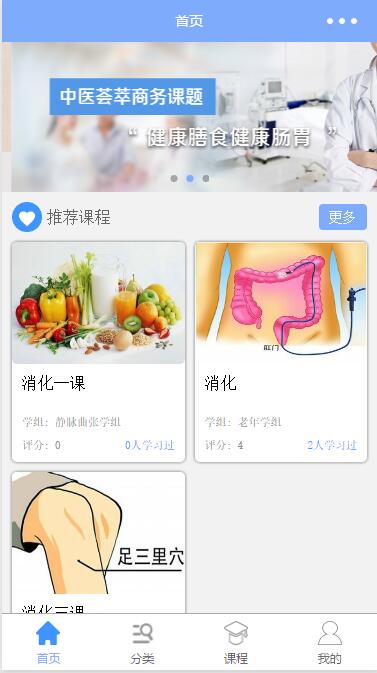 首页
中医荟萃商务课题
“ 健康膳食健康肠胃 ”
推荐课程
更多
肛门
消化一课
学组：静脉曲张学组
评分：0
0人学习过
消化
学组：老年学组
评分：4
2人学习过
足三里穴
消化三课
首页
分类
课程
我的